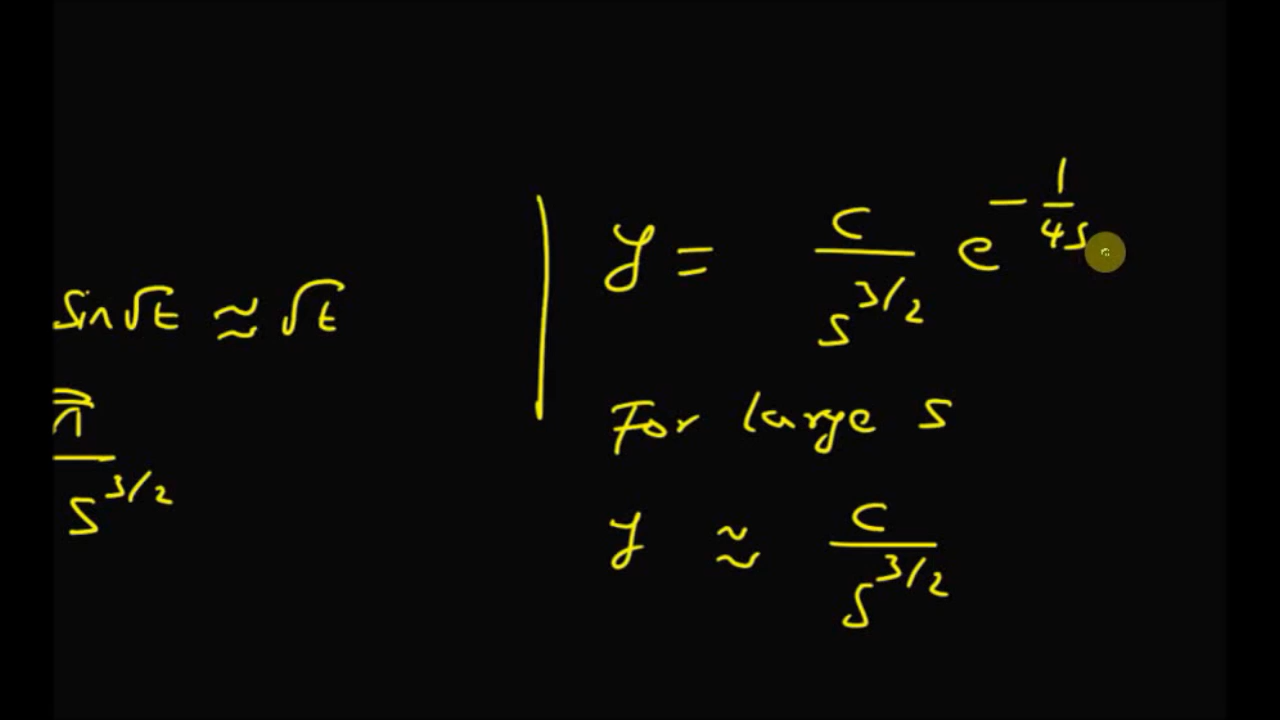 sin√t ≈ √t
π
s^3/2
y = c/s^3/2 e^-1/4s
For large s
y ≈ c/s^3/2